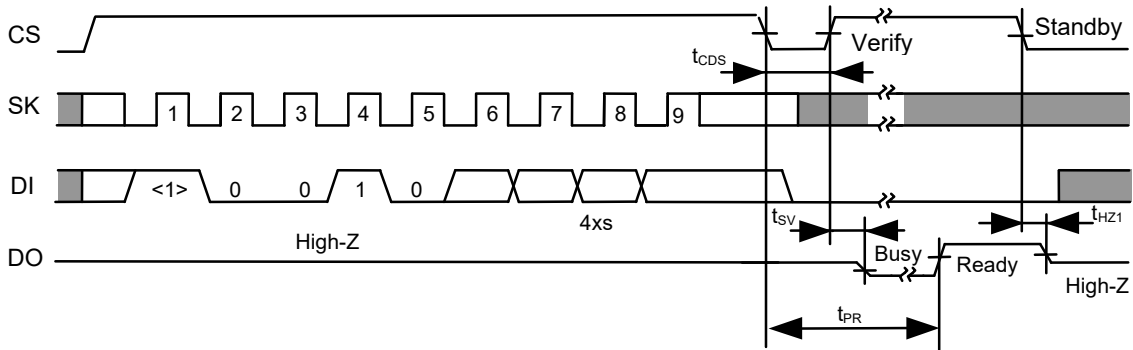 CS Verify Standby
tCDS
SK 1 2 3 4 5 6 7 8 9
DI <1> 0 0 1 0
4xs
tSV tHZ1
High-Z
DO Busy Ready
High-Z
tPR